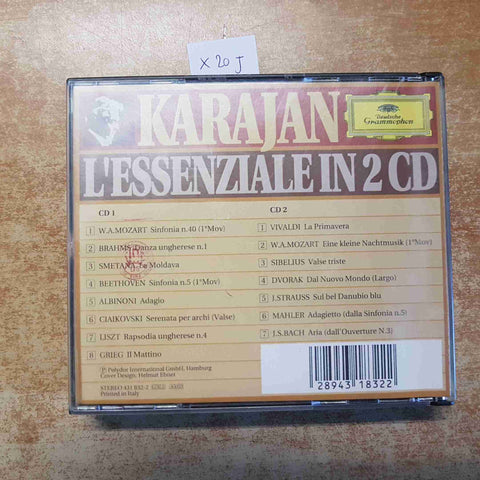 X 20 J
KARAJAN
Deutsche
Grammophon
L'ESSENZIALE IN 2 CD
CD 1
1 W.A.MOZART Sinfonia n.40 (1°Mov)
2 BRAHMS Danza ungherese n.1
3 SMETANA La Moldava
4 BEETHOVEN Sinfonia n.5 (1°Mov)
5 ALBINONI Adagio
6 CIAIKOVSKI Serenata per archi (Valse)
7 LISZT Rapsodia ungherese n.4
8 GRIEG Il Mattino
CD 2
1 VIVALDI La Primavera
2 W.A.MOZART Eine kleine Nachtmusik (1°Mov)
3 SIBELIUS Valse triste
4 DVORAK Dal Nuovo Mondo (Largo)
5 J.STRAUSS Sul bel Danubio blu
6 MAHLER Adagietto (dalla Sinfonia n.5)
7 J.S.BACH Aria (dall'Ouverture N.3)
Ⓟ Polydor International GmbH, Hamburg
Cover Design: Helmut Ebnet
STEREO 431 832-2
Printed in Italy
28943 18322